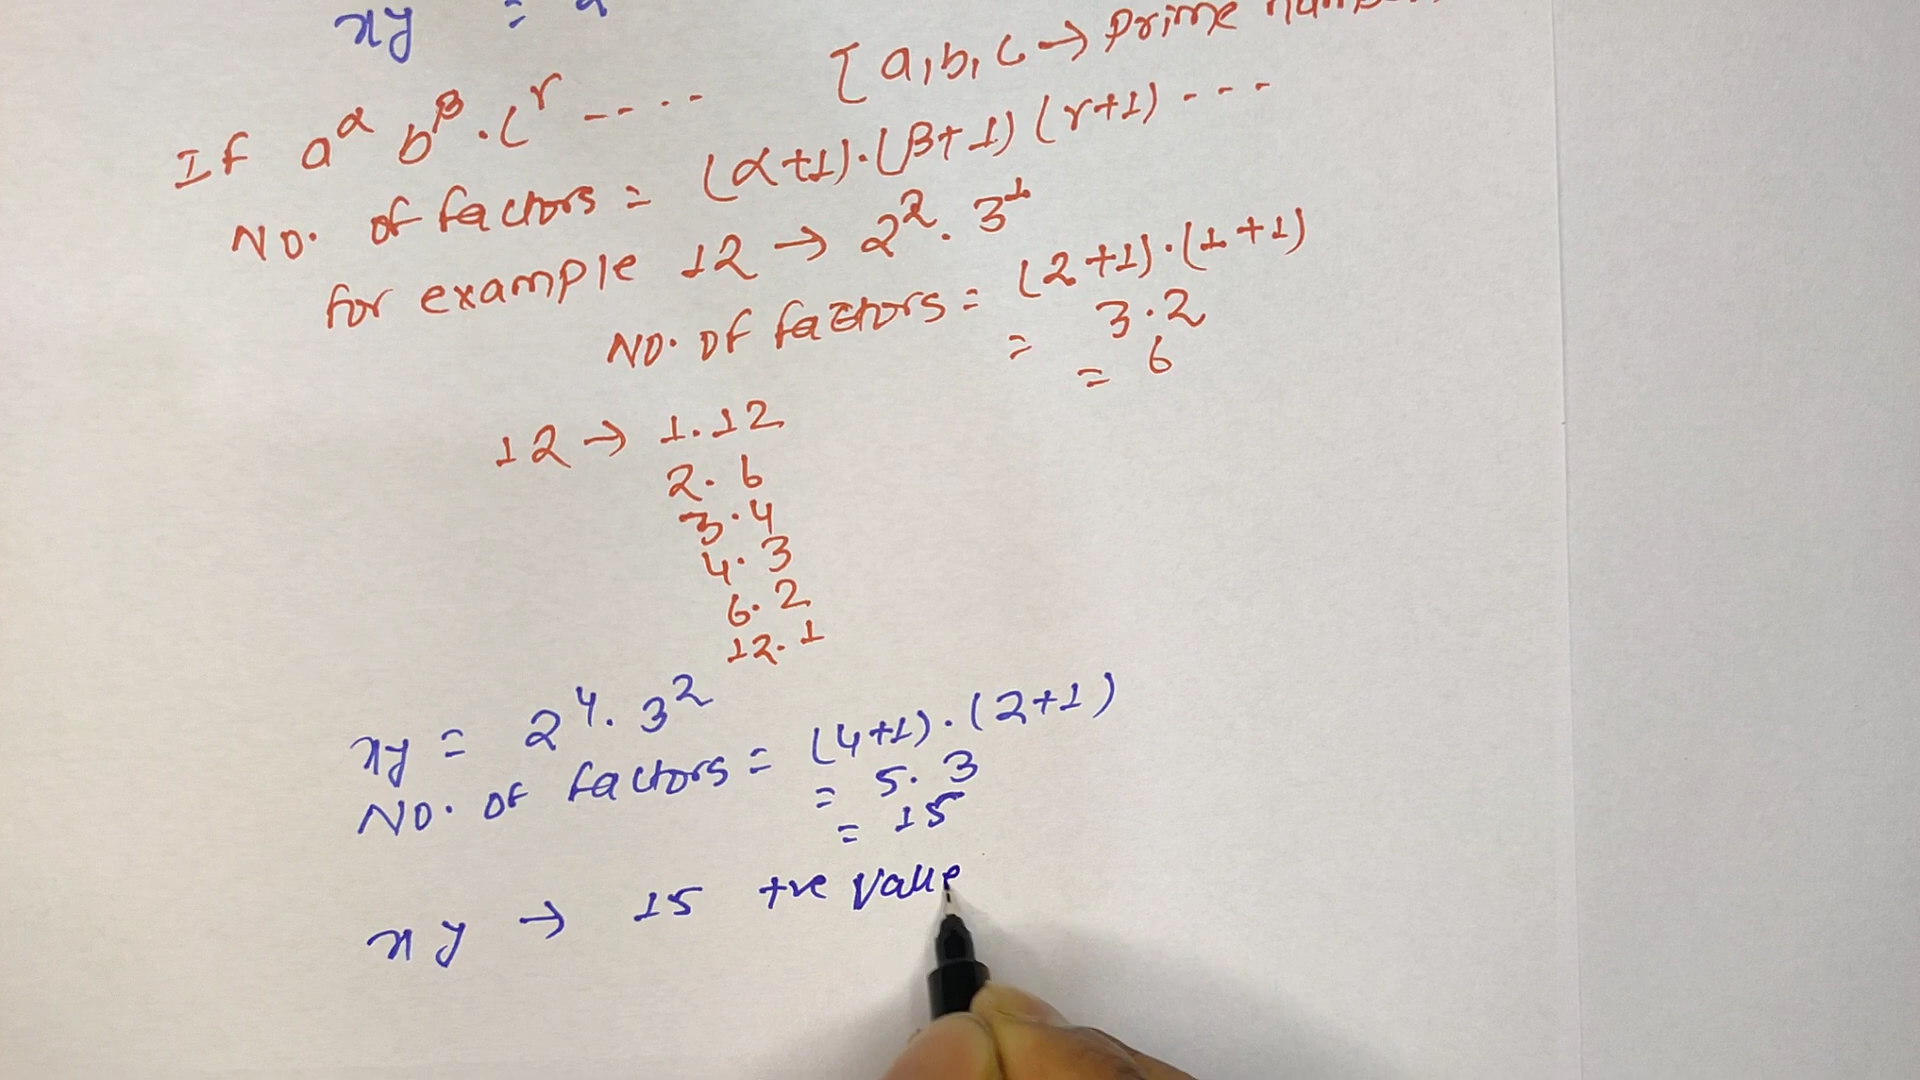 xy =
If a^α b^β . c^r ----.. [a,b,c → Prime
No. of factors = (α+1).(β+1)(r+1)---
for example 12 → 2^2 . 3^1
No. of factors = (2+1).(1+1)
= 3.2
= 6
12 → 1.12
2.6
3.4
4.3
6.2
12.1
xy = 2^4 . 3^2
No. of factors = (4+1).(2+1)
= 5.3
= 15
xy → 15 +ve value